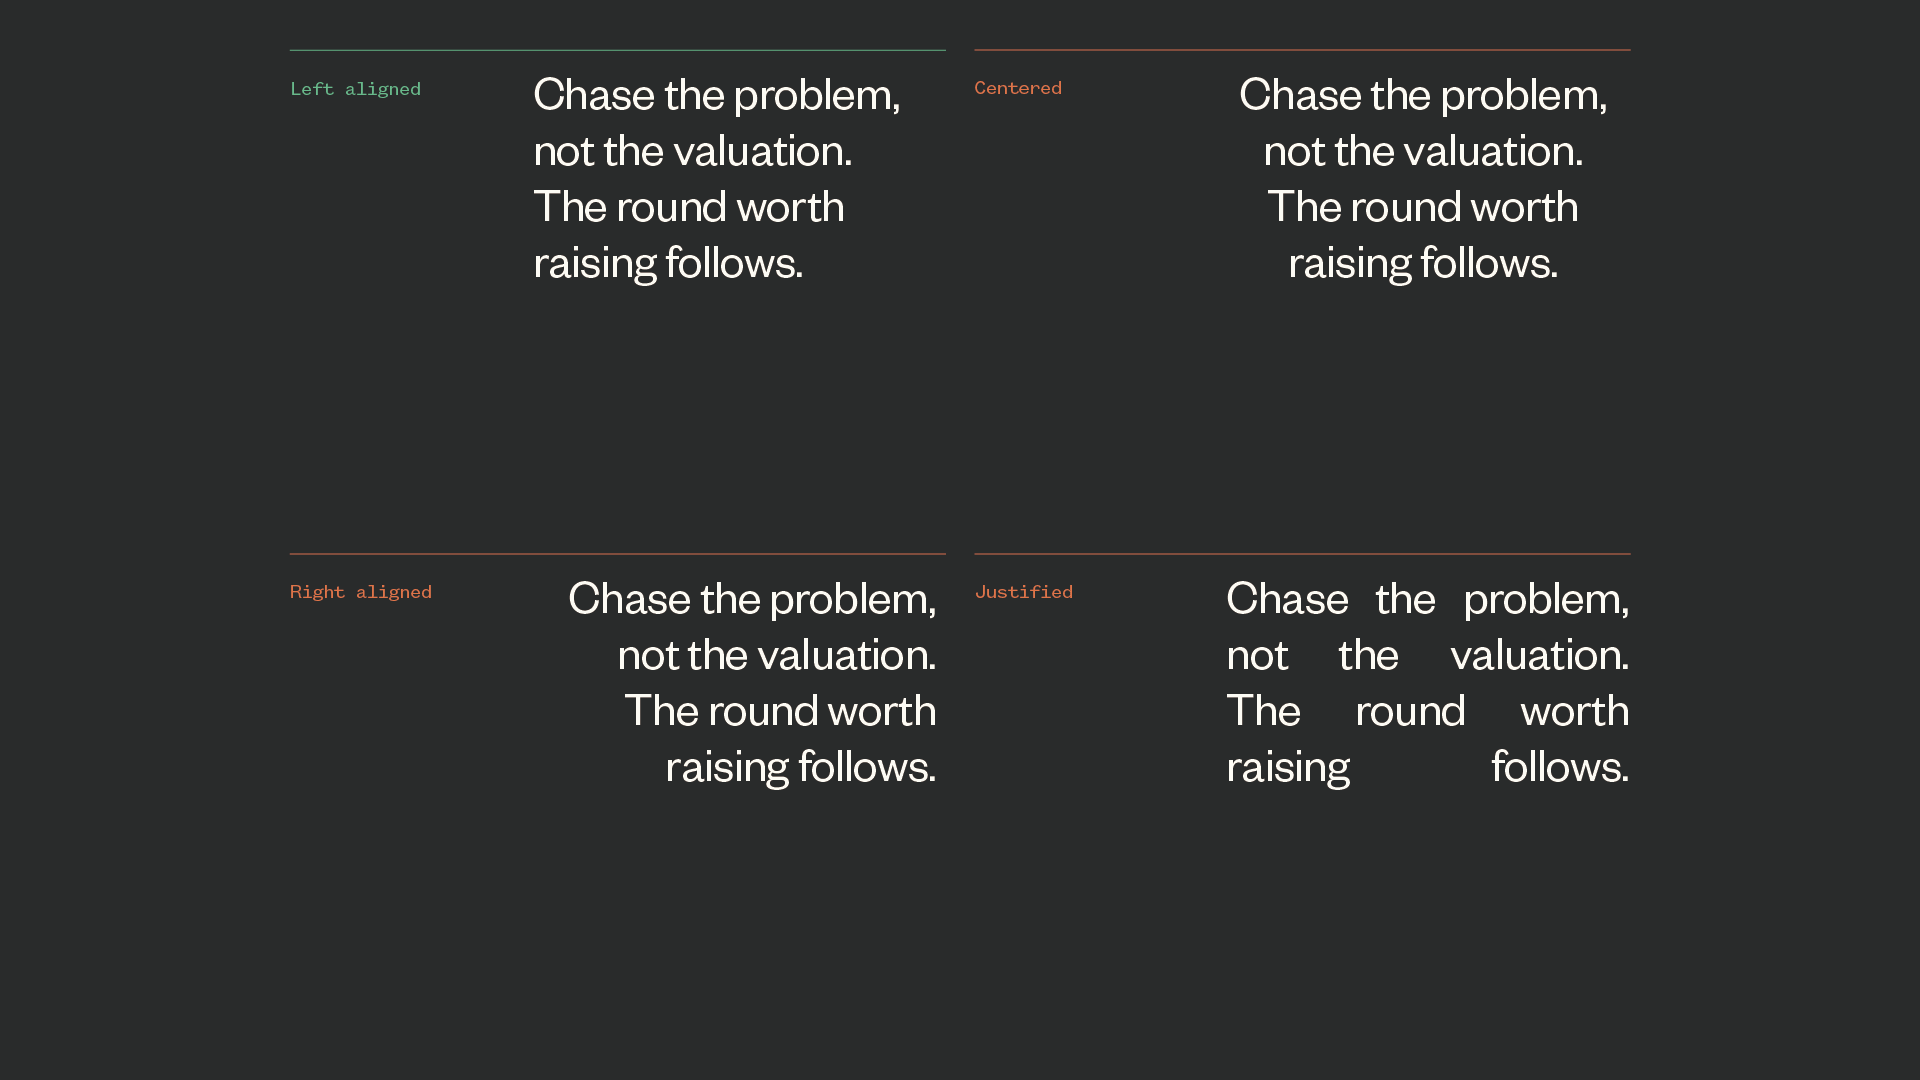 Left aligned
Chase the problem,
not the valuation.
The round worth
raising follows.
Centered
Chase the problem,
not the valuation.
The round worth
raising follows.
Right aligned
Chase the problem,
not the valuation.
The round worth
raising follows.
Justified
Chase the problem,
not the valuation.
The round worth
raising follows.